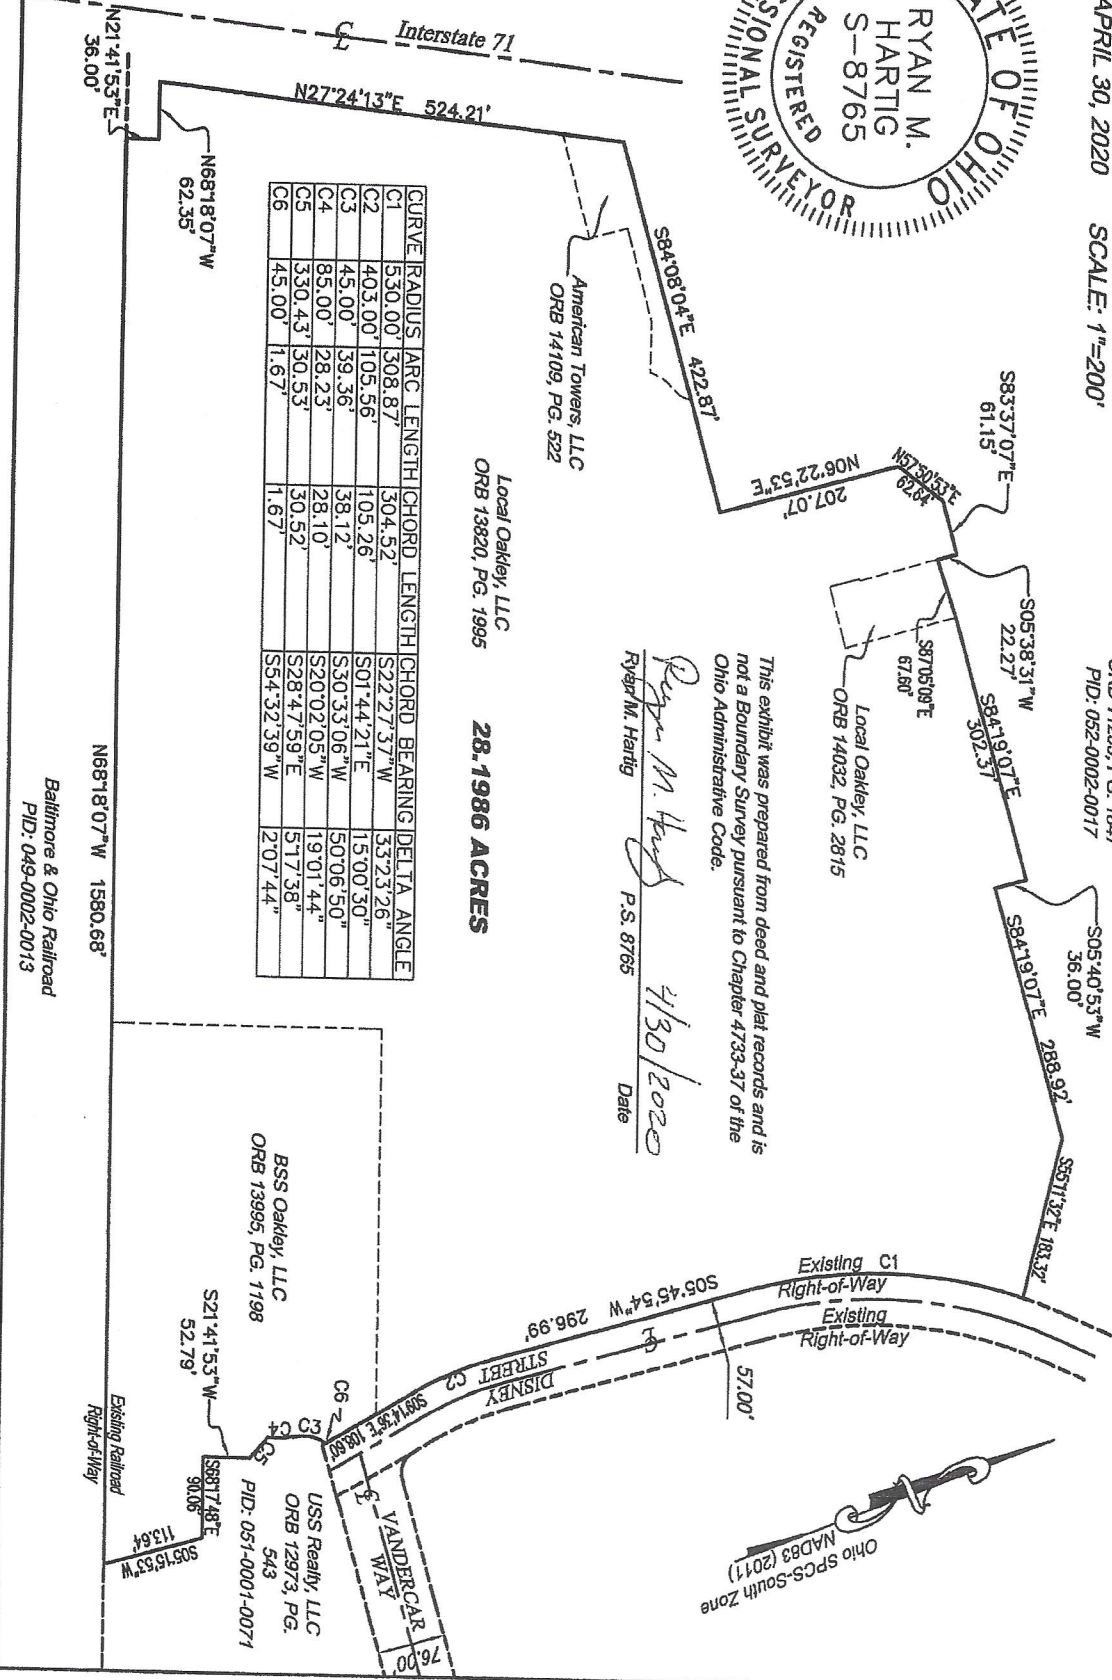 APRIL 30, 2020 SCALE: 1"=200'
ATE OF OHIO
RYAN M.
HARTIG
S-8765
REGISTERED
SIONAL SURVEYOR
PID: 052-0002-0017
Interstate 71
N21°41'53"E
36.00'
N68°18'07"W
62.35'
N27°24'13"E 524.21'
American Towers, LLC
ORB 14109, PG. 522
S84°08'04"E 422.87'
N06°22'53"E
207.07'
N57°50'53"E
62.64'
S83°37'07"E
61.15'
S05°38'31"W
22.27'
S87°05'09"E
67.60'
S84°19'07"E
302.37'
Local Oakley, LLC
ORB 14032, PG. 2815
S05°40'53"W
36.00'
S84°19'07"E 288.92'
S55°11'32"E 183.32'
This exhibit was prepared from deed and plat records and is
not a Boundary Survey pursuant to Chapter 4733-37 of the
Ohio Administrative Code.
Ryan M. Hartig 4/30/2020
Ryan M. Hartig P.S. 8765 Date
Local Oakley, LLC
ORB 13820, PG. 1995
28.1986 ACRES
CURVE RADIUS ARC LENGTH CHORD LENGTH CHORD BEARING DELTA ANGLE
C1 530.00' 308.87' 304.52' S22°27'37"W 33°23'26"
C2 403.00' 105.56' 105.26' S01°44'21"E 15°00'30"
C3 45.00' 39.36' 38.12' S30°33'06"W 50°06'50"
C4 85.00' 28.23' 28.10' S20°02'05"W 19°01'44"
C5 330.43' 30.53' 30.52' S28°47'59"E 5°17'38"
C6 45.00' 1.67' 1.67' S54°32'39"W 2°07'44"
Existing C1
Right-of-Way
Existing
Right-of-Way
S05°45'54"W 296.99'
57.00'
DISNEY
STREET C2
S09°14'36"E 108.60'
C6
C3
C4
C5
VANDERCAR
WAY
76.00'
Ohio SPCS-South Zone
NAD83 (2011)
BSS Oakley, LLC
ORB 13995, PG. 1198
S21°41'53"W
52.79'
USS Realty, LLC
ORB 12973, PG.
543
PID: 051-0001-0071
S68°17'48"E
90.06'
S05°15'53"W
113.64'
Existing Railroad
Right-of-Way
N68°18'07"W 1580.68'
Baltimore & Ohio Railroad
PID: 049-0002-0013